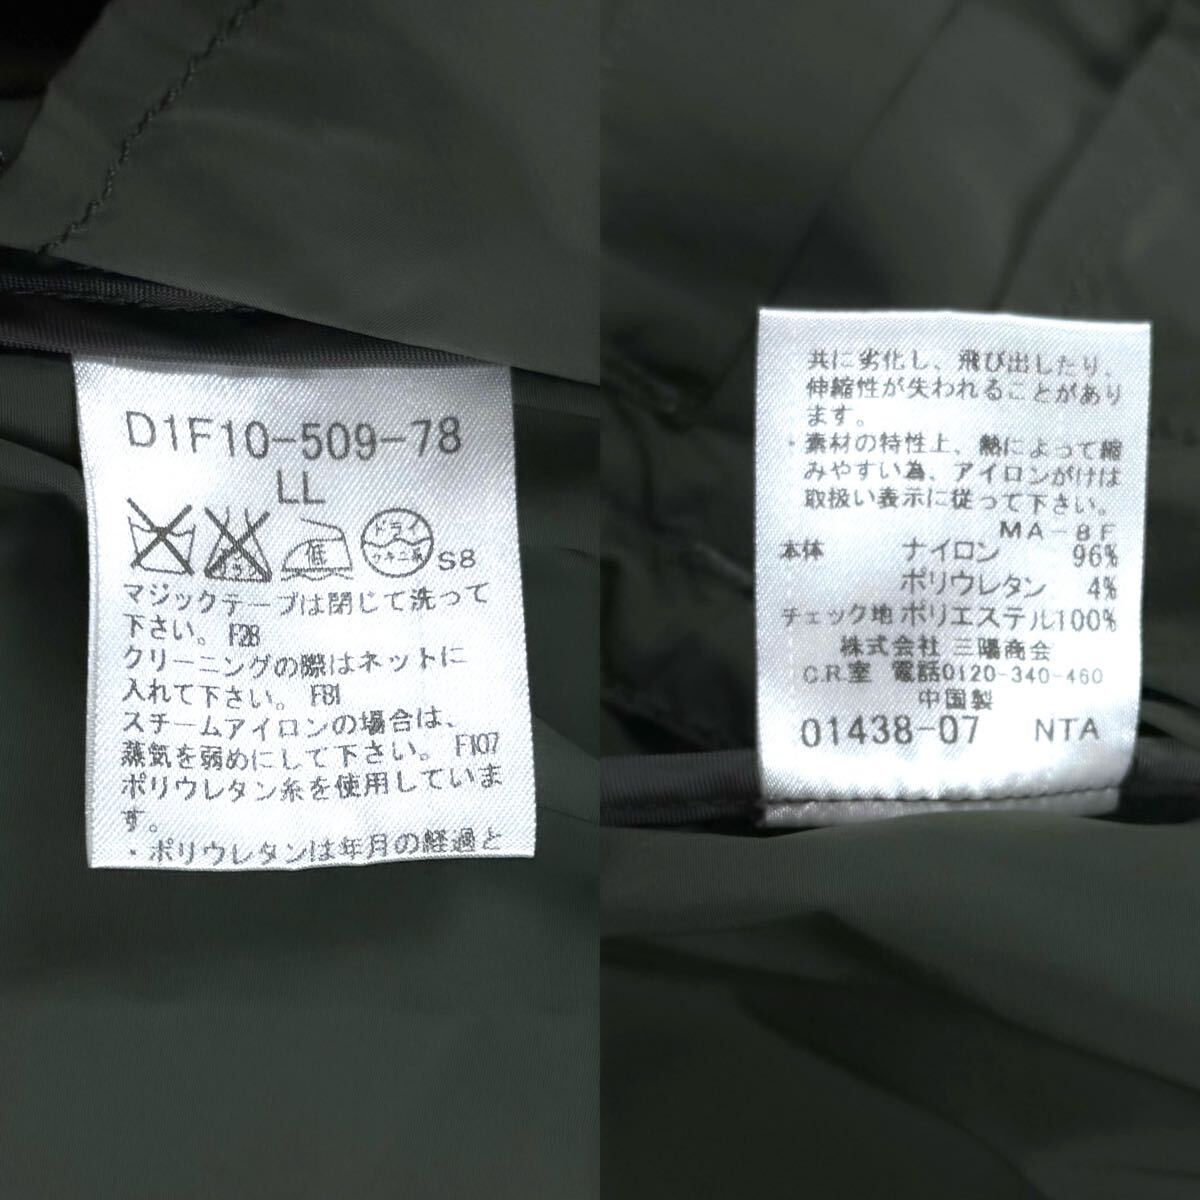 D1F10-509-78
LL
低
ドライ
S8
マジックテープは閉じて洗って
下さい。F28
クリーニングの際はネットに
入れて下さい。F81
スチームアイロンの場合は、
蒸気を弱めにして下さい。F107
ポリウレタン糸を使用していま
す。
・ポリウレタンは年月の経過と
共に劣化し、飛び出したり、
伸縮性が失われることがあり
ます。
・素材の特性上、熱によって縮
みやすい為、アイロンがけは
取扱い表示に従って下さい。
MA-8F
本体 ナイロン 96%
ポリウレタン 4%
チェック地 ポリエステル100%
株式会社 三陽商会
C.R.室 電話0120-340-460
中国製
01438-07 NTA